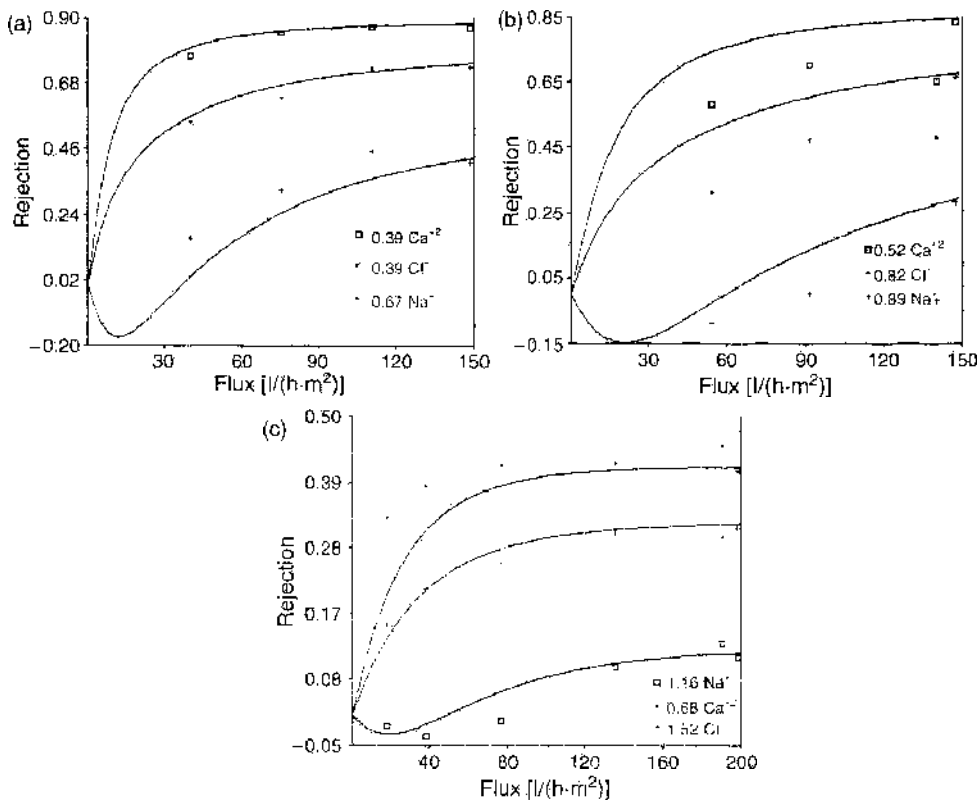 (a)
0.90
0.68
0.46
0.24
0.02
−0.20
Rejection
30
60
90
120
150
Flux [l/(h·m²)]
0.39 Ca⁺²
0.39 Cl⁻
0.67 Na⁺
(b)
0.85
0.65
0.45
0.25
0.05
−0.15
Rejection
30
60
90
120
150
Flux [l/(h·m²)]
0.52 Ca⁺²
0.82 Cl⁻
0.89 Na⁺
(c)
0.50
0.39
0.28
0.17
0.08
−0.05
Rejection
40
80
120
160
200
Flux [l/(h·m²)]
1.16 Na⁺
0.68 Ca⁺²
1.52 Cl⁻